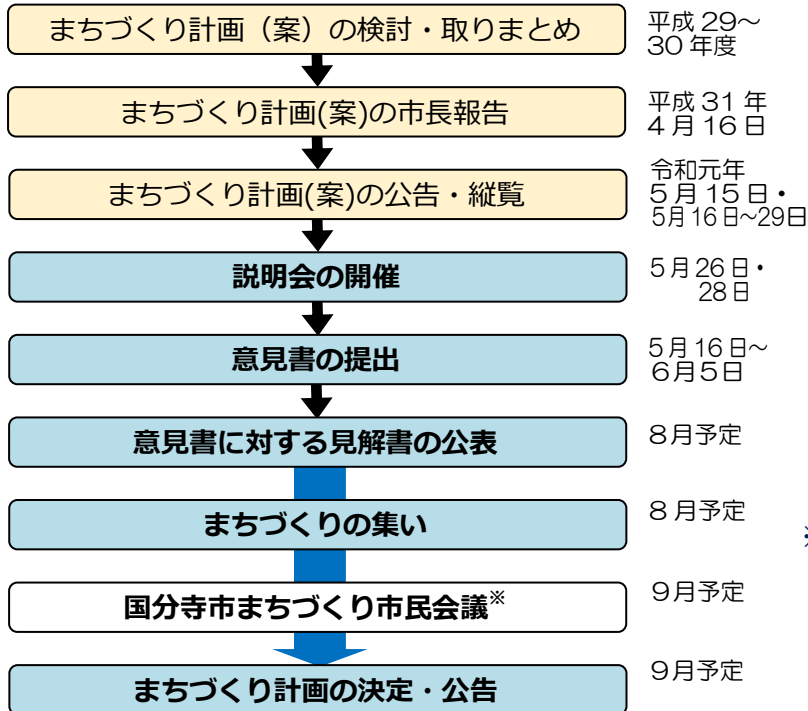 まちづくり計画（案）の検討・取りまとめ
平成29～
30年度
まちづくり計画(案)の市長報告
平成31年
4月16日
まちづくり計画(案)の公告・縦覧
令和元年
5月15日・
5月16日~29日
説明会の開催
5月26日・
28日
意見書の提出
5月16日～
6月5日
意見書に対する見解書の公表
8月予定
まちづくりの集い
8月予定
国分寺市まちづくり市民会議※
9月予定
まちづくり計画の決定・公告
9月予定